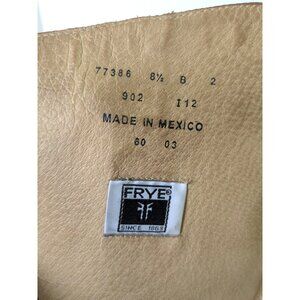 77386 8½ B 2
902 I12
MADE IN MEXICO
60 03
FRYE®
SINCE 1863